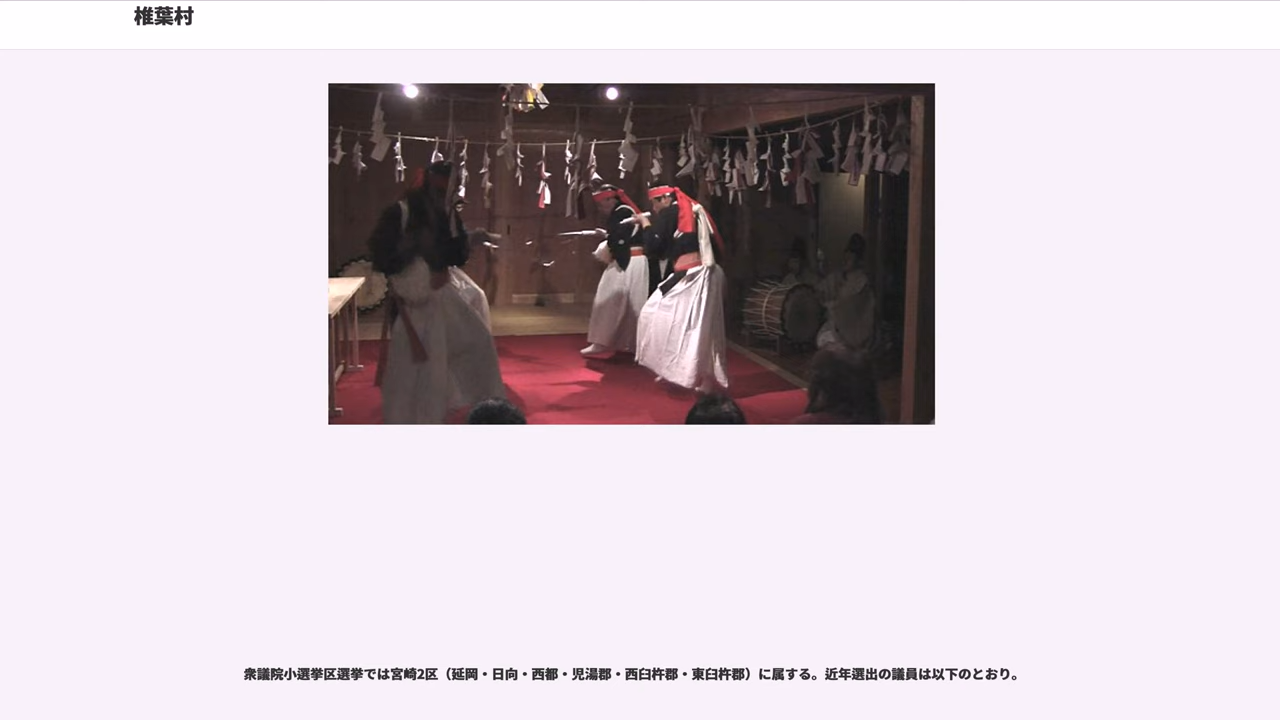 椎葉村
衆議院小選挙区選挙では宮崎2区（延岡・日向・西都・児湯郡・西臼杵郡・東臼杵郡）に属する。近年選出の議員は以下のとおり。